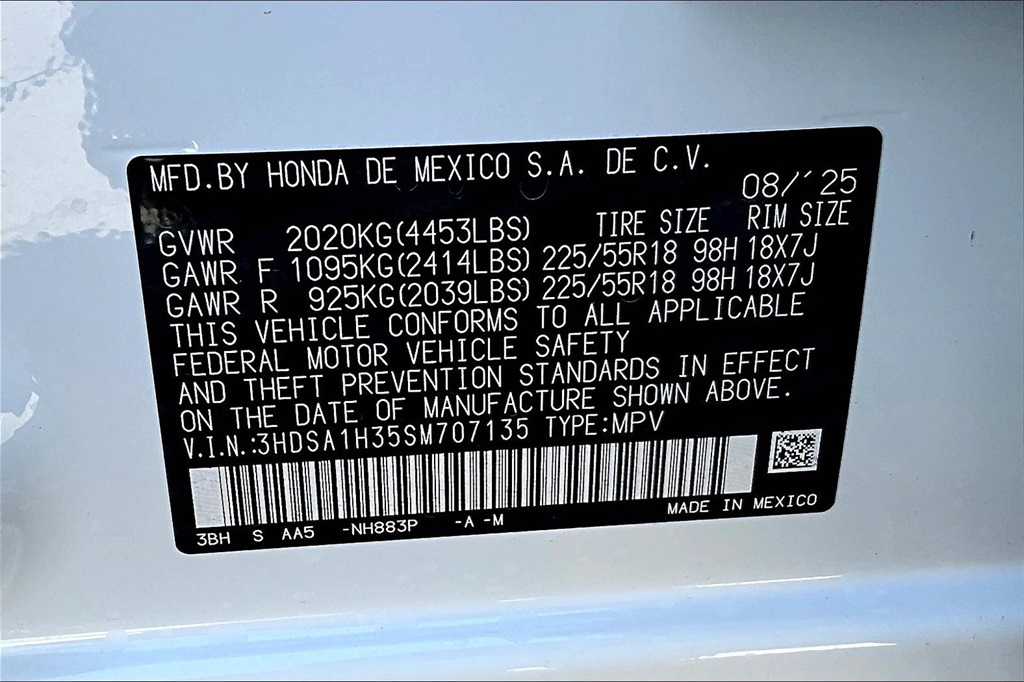 MFD.BY HONDA DE MEXICO S.A. DE C.V.
08/´25
TIRE SIZE RIM SIZE
GVWR 2020KG(4453LBS)
GAWR F 1095KG(2414LBS) 225/55R18 98H 18X7J
GAWR R 925KG(2039LBS) 225/55R18 98H 18X7J
THIS VEHICLE CONFORMS TO ALL APPLICABLE
FEDERAL MOTOR VEHICLE SAFETY
AND THEFT PREVENTION STANDARDS IN EFFECT
ON THE DATE OF MANUFACTURE SHOWN ABOVE.
V.I.N.:3HDSA1H35SM707135 TYPE:MPV
MADE IN MEXICO
3BH S AA5 -NH883P -A -M